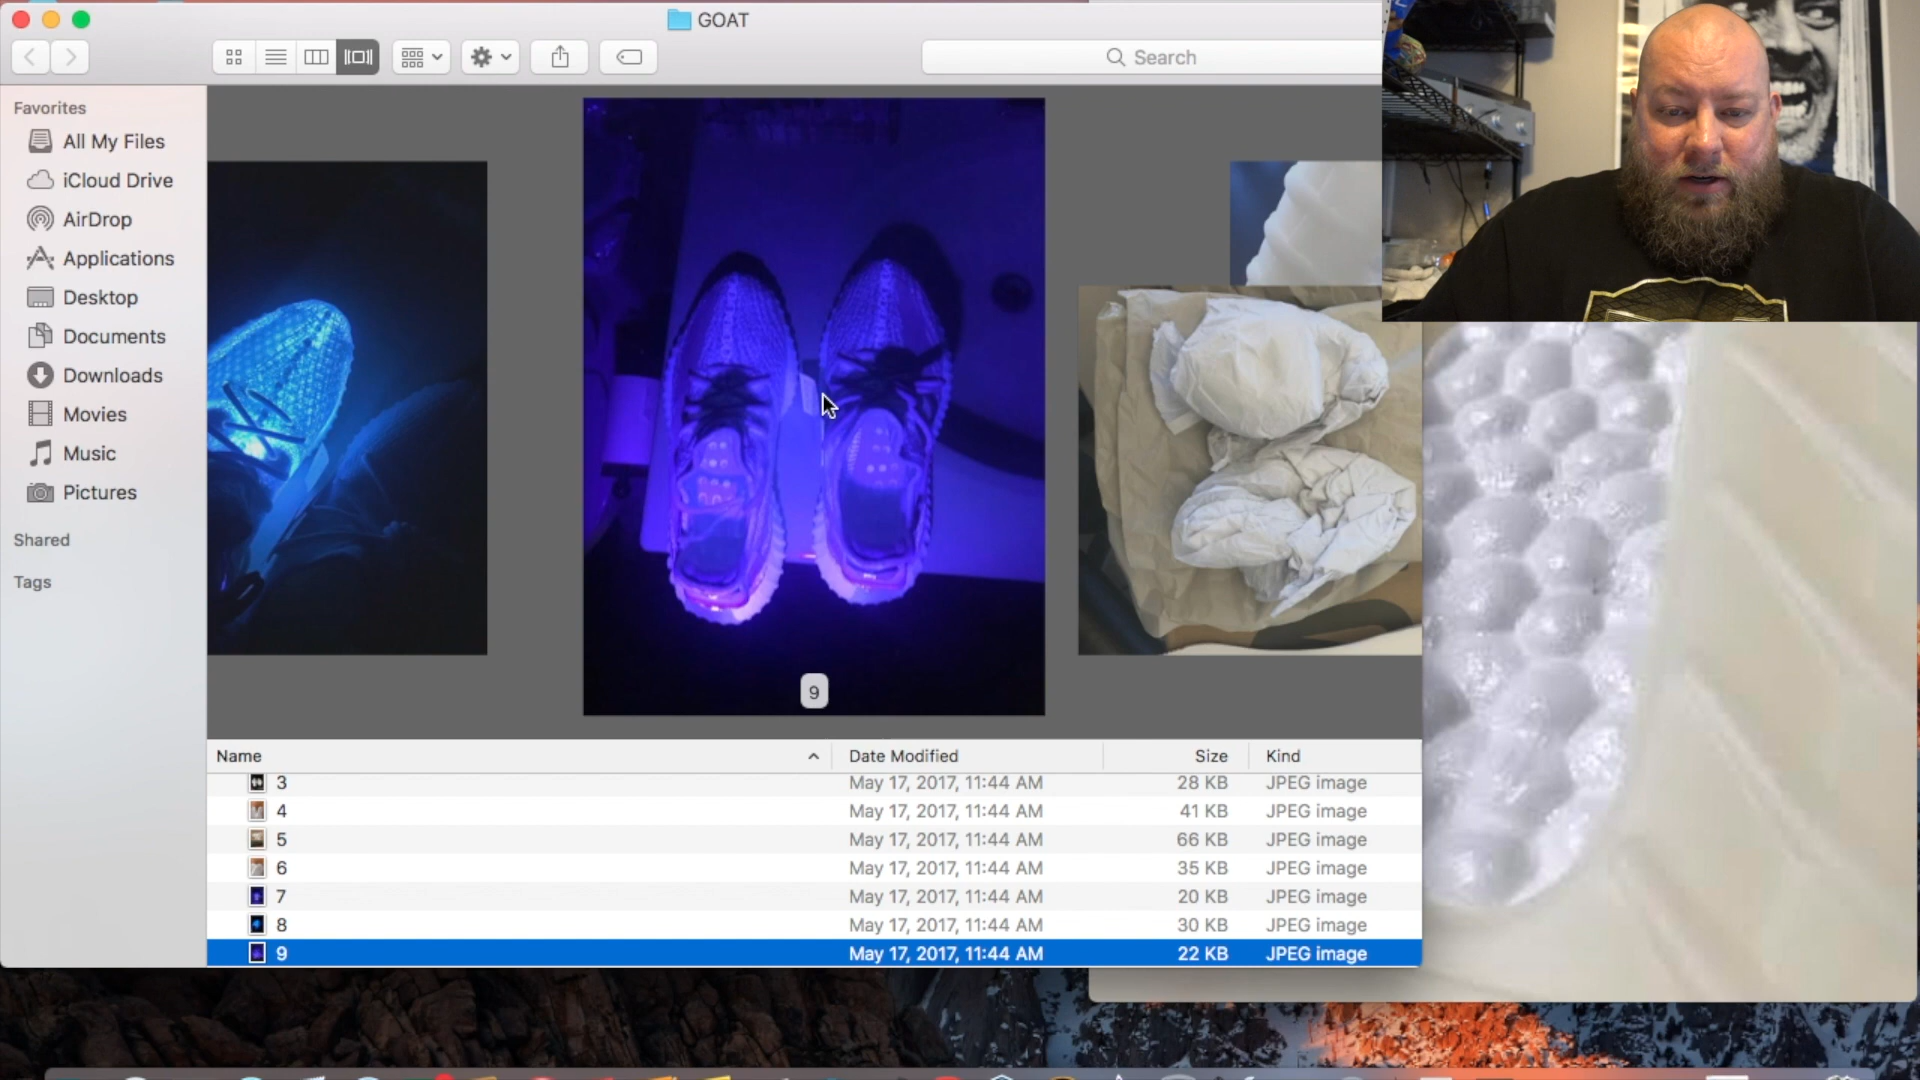 GOAT
Search
Favorites
All My Files
iCloud Drive
AirDrop
Applications
Desktop
Documents
Downloads
Movies
Music
Pictures
Shared
Tags
9
Name Date Modified Size Kind
3 May 17, 2017, 11:44 AM 28 KB JPEG image
4 May 17, 2017, 11:44 AM 41 KB JPEG image
5 May 17, 2017, 11:44 AM 66 KB JPEG image
6 May 17, 2017, 11:44 AM 35 KB JPEG image
7 May 17, 2017, 11:44 AM 20 KB JPEG image
8 May 17, 2017, 11:44 AM 30 KB JPEG image
9 May 17, 2017, 11:44 AM 22 KB JPEG image